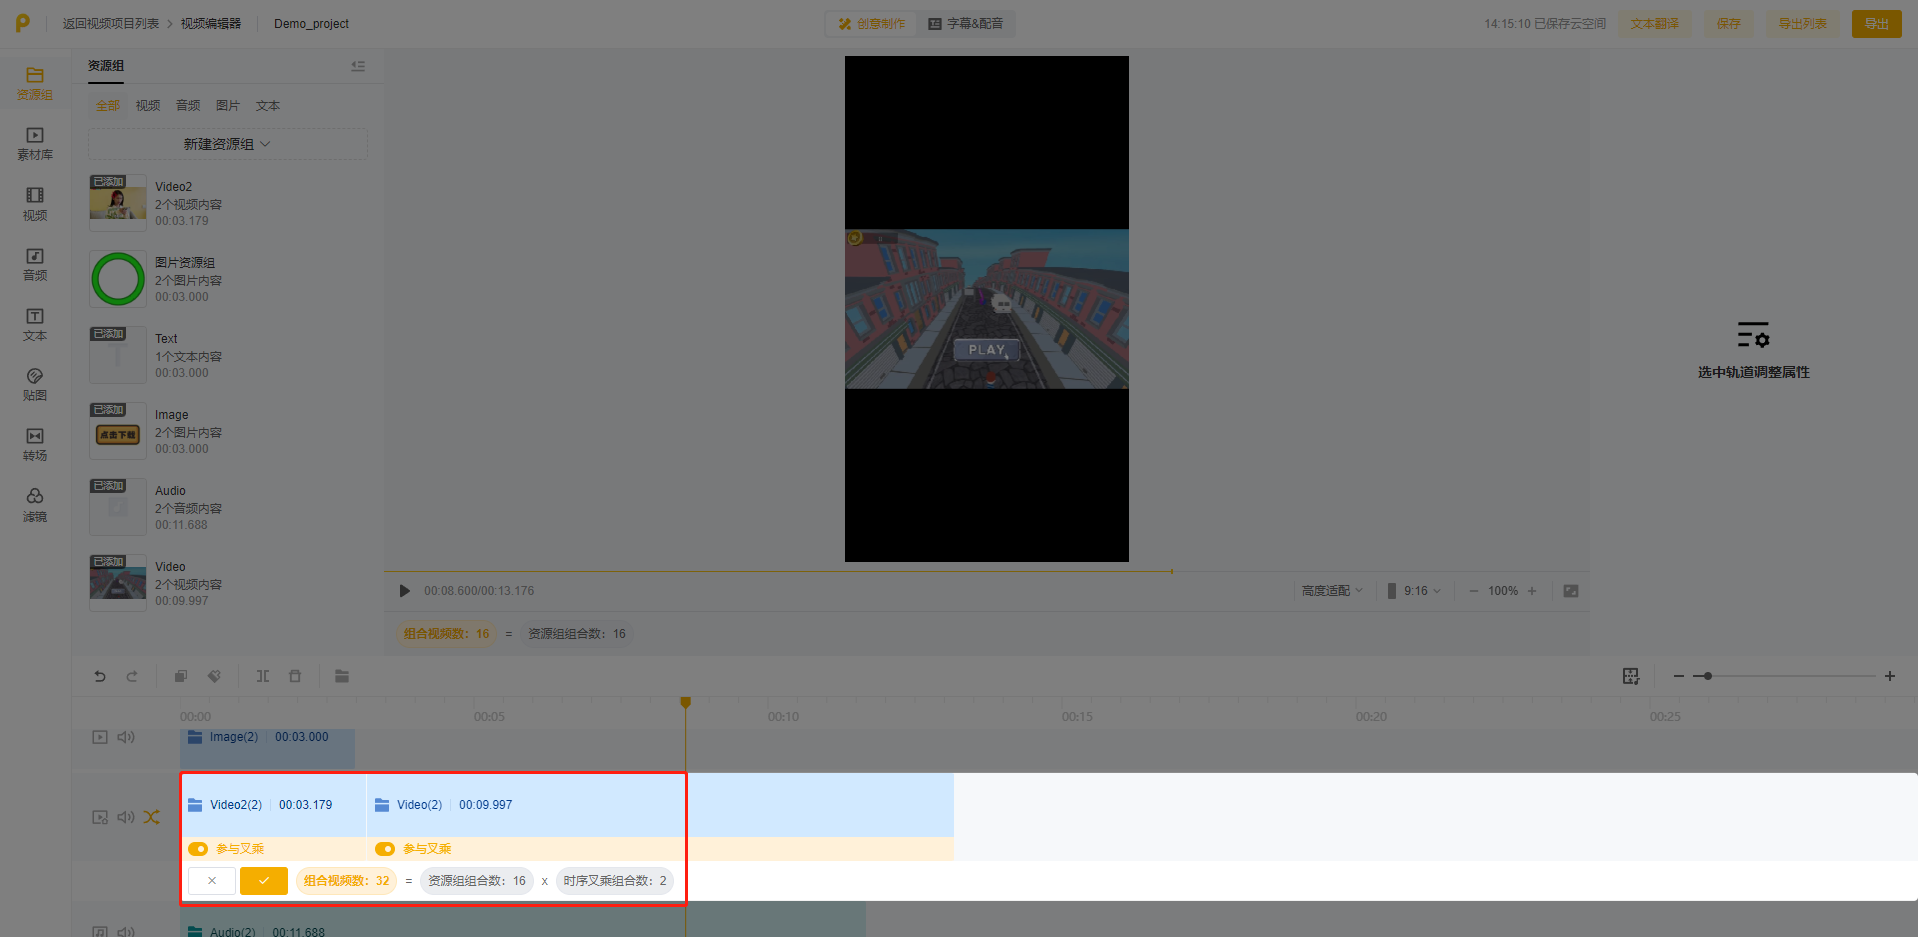 返回视频项目列表 > 视频编辑器 Demo_project
创意制作 字幕&配音
14:15:10 已保存云空间 文本翻译 保存 导出列表 导出
资源组
素材库
视频
音频
文本
贴图
转场
滤镜
资源组
全部 视频 音频 图片 文本
新建资源组
已添加
Video2
2个视频内容
00:03.179
图片资源组
2个图片内容
00:03.000
已添加
Text
1个文本内容
00:03.000
已添加
点击下载
Image
2个图片内容
00:03.000
已添加
Audio
2个音频内容
00:11.688
已添加
Video
2个视频内容
00:09.997
PLAY
选中轨道调整属性
00:08.600/00:13.176 高度适配 9:16 100%
组合视频数：16 = 资源组组合数：16
00:00 00:05 00:10 00:15 00:20 00:25
Image(2) 00:03.000
Video2(2) 00:03.179 Video(2) 00:09.997
参与叉乘 参与叉乘
组合视频数：32 = 资源组组合数：16 x 时序叉乘组合数：2
Audio(2) 00:11.688